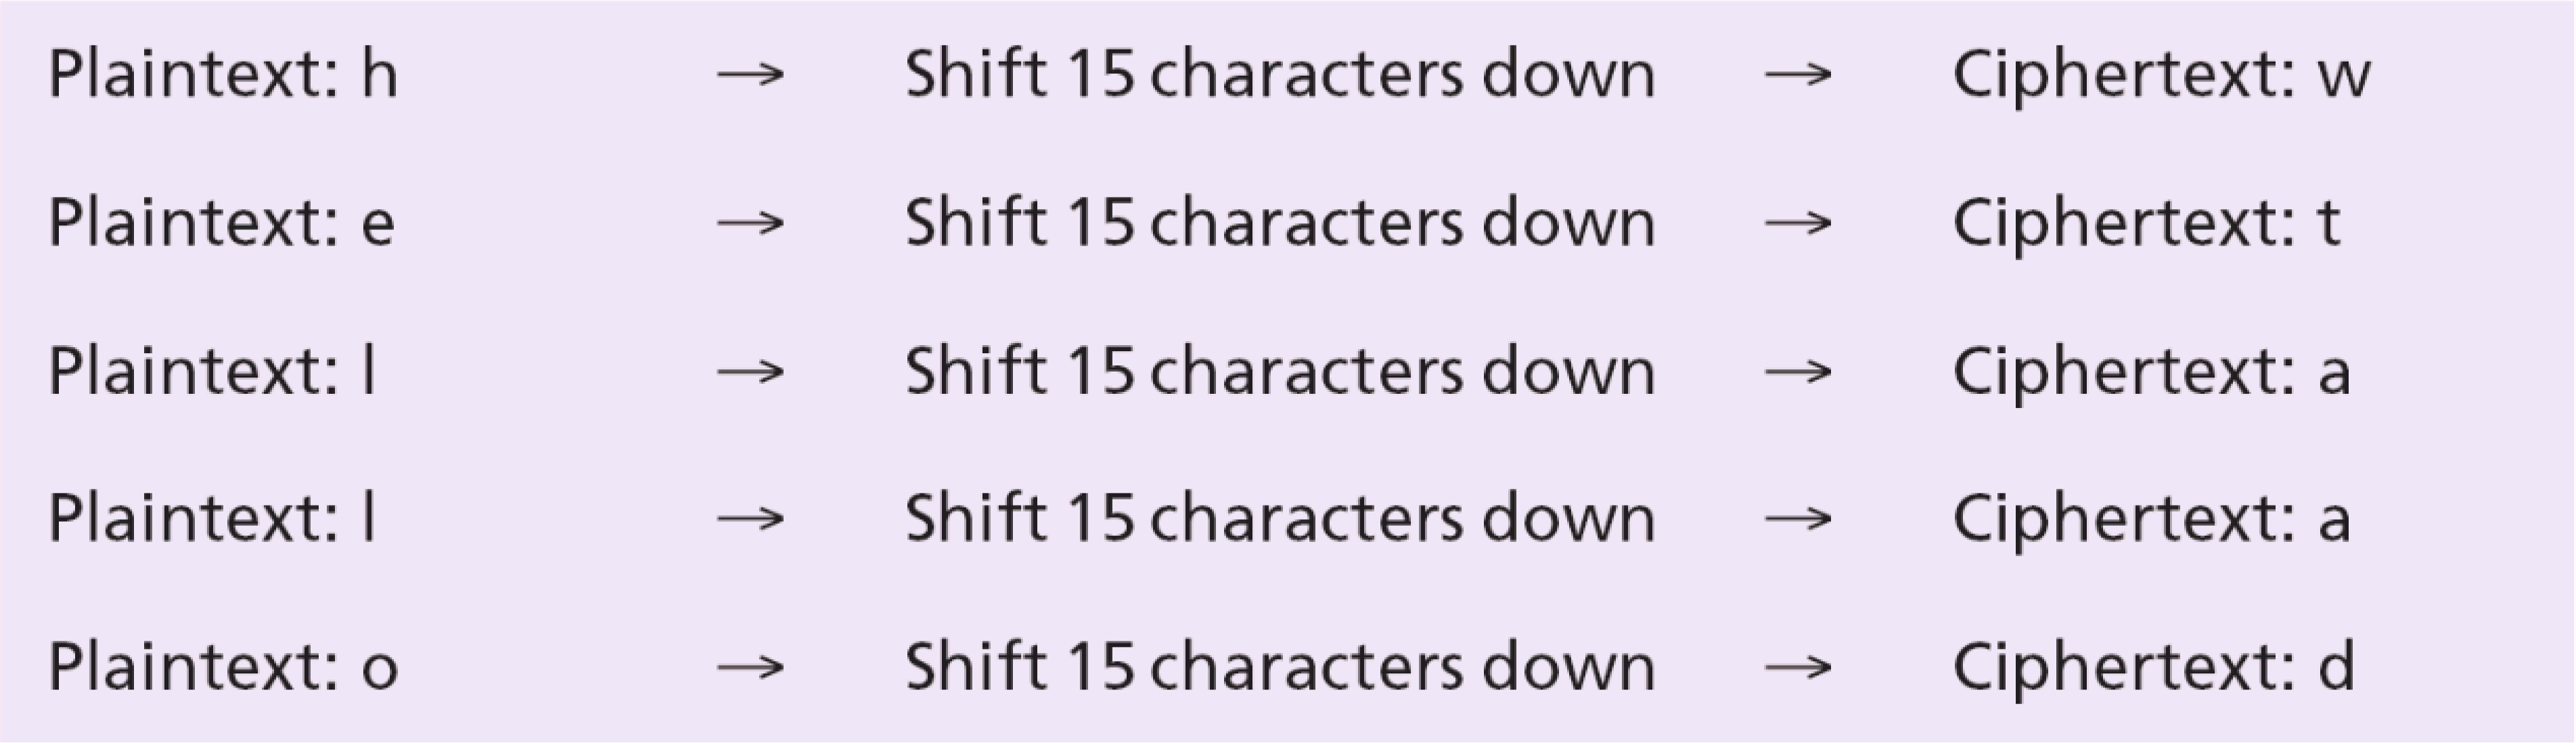 Plaintext: h → Shift 15 characters down → Ciphertext: w
Plaintext: e → Shift 15 characters down → Ciphertext: t
Plaintext: l → Shift 15 characters down → Ciphertext: a
Plaintext: l → Shift 15 characters down → Ciphertext: a
Plaintext: o → Shift 15 characters down → Ciphertext: d